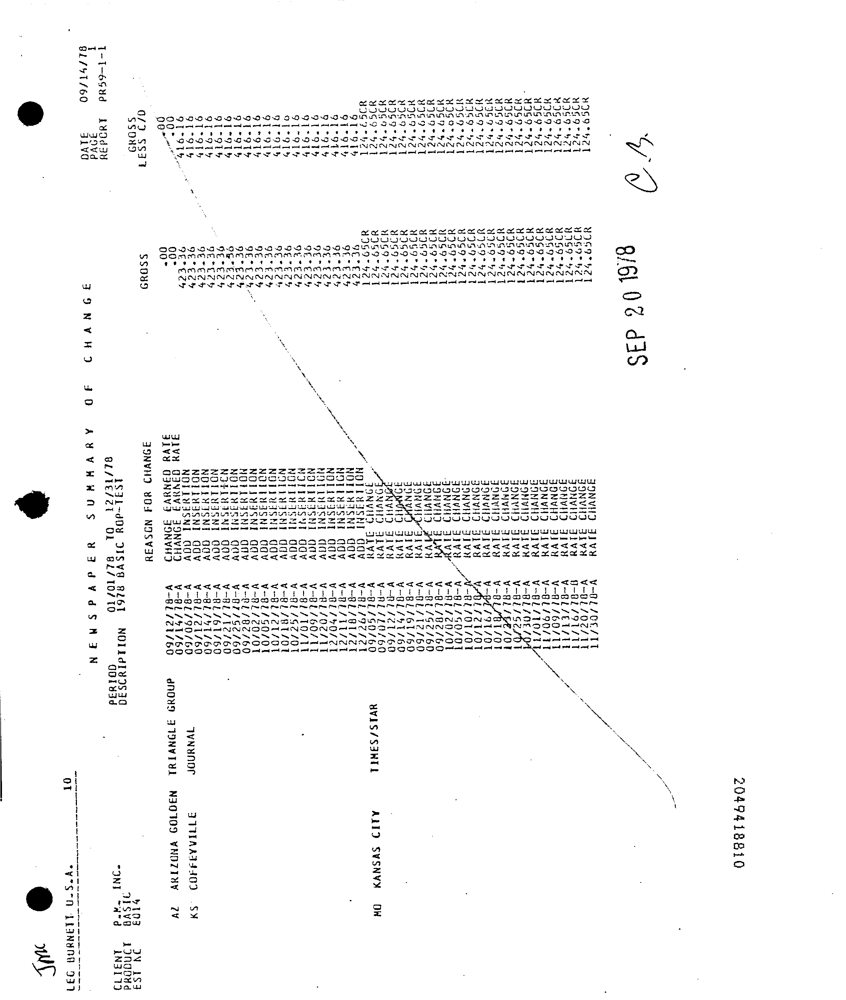 JMC
LEO BURNETT U.S.A. 10
N E W S P A P E R   S U M M A R Y   O F   C H A N G E
DATE 09/14/78
PAGE 1
REPORT PR59-1-1
CLIENT P.M. INC. PERIOD 01/01/78 TO 12/31/78
PRODUCT BASIC DESCRIPTION 1978 BASIC ROP-TEST
EST NC 8014
REASON FOR CHANGE GROSS GROSS LESS C/D
AZ ARIZONA GOLDEN TRIANGLE GROUP 09/12/78-A CHANGE EARNED RATE .00 .00
09/14/78-A CHANGE EARNED RATE .00 .00
KS COFFEYVILLE JOURNAL 09/06/78-A ADD INSERTION 423.36 416.16
09/12/78-A ADD INSERTION 423.36 416.16
09/14/78-A ADD INSERTION 423.36 416.16
09/19/78-A ADD INSERTION 423.36 416.16
09/21/78-A ADD INSERTION 423.36 416.16
09/25/78-A ADD INSERTION 423.36 416.16
09/28/78-A ADD INSERTION 423.36 416.16
10/02/78-A ADD INSERTION 423.36 416.16
10/05/78-A ADD INSERTION 423.36 416.16
10/12/78-A ADD INSERTION 423.36 416.16
10/18/78-A ADD INSERTION 423.36 416.16
10/25/78-A ADD INSERTION 423.36 416.16
11/01/78-A ADD INSERTION 423.36 416.16
11/09/78-A ADD INSERTION 423.36 416.16
11/20/78-A ADD INSERTION 423.36 416.16
12/04/78-A ADD INSERTION 423.36 416.16
12/11/78-A ADD INSERTION 423.36 416.16
12/18/78-A ADD INSERTION 423.36 416.16
12/26/78-A ADD INSERTION 423.36 416.16
MO KANSAS CITY TIMES/STAR 09/05/78-A RATE CHANGE 124.65CR 124.65CR
09/07/78-A RATE CHANGE 124.65CR 124.65CR
09/12/78-A RATE CHANGE 124.65CR 124.65CR
09/14/78-A RATE CHANGE 124.65CR 124.65CR
09/19/78-A RATE CHANGE 124.65CR 124.65CR
09/21/78-A RATE CHANGE 124.65CR 124.65CR
09/25/78-A RATE CHANGE 124.65CR 124.65CR
09/28/78-A RATE CHANGE 124.65CR 124.65CR
10/02/78-A RATE CHANGE 124.65CR 124.65CR
10/05/78-A RATE CHANGE 124.65CR 124.65CR
10/10/78-A RATE CHANGE 124.65CR 124.65CR
10/12/78-A RATE CHANGE 124.65CR 124.65CR
10/16/78-A RATE CHANGE 124.65CR 124.65CR
10/18/78-A RATE CHANGE 124.65CR 124.65CR
10/23/78-A RATE CHANGE 124.65CR 124.65CR
10/25/78-A RATE CHANGE 124.65CR 124.65CR
10/30/78-A RATE CHANGE 124.65CR 124.65CR
11/01/78-A RATE CHANGE 124.65CR 124.65CR
11/06/78-A RATE CHANGE 124.65CR 124.65CR
11/09/78-A RATE CHANGE 124.65CR 124.65CR
11/13/78-A RATE CHANGE 124.65CR 124.65CR
11/16/78-B RATE CHANGE 124.65CR 124.65CR
11/20/78-A RATE CHANGE 124.65CR 124.65CR
11/30/78-A RATE CHANGE 124.65CR 124.65CR
SEP 20 1978 C.B.
2049418810